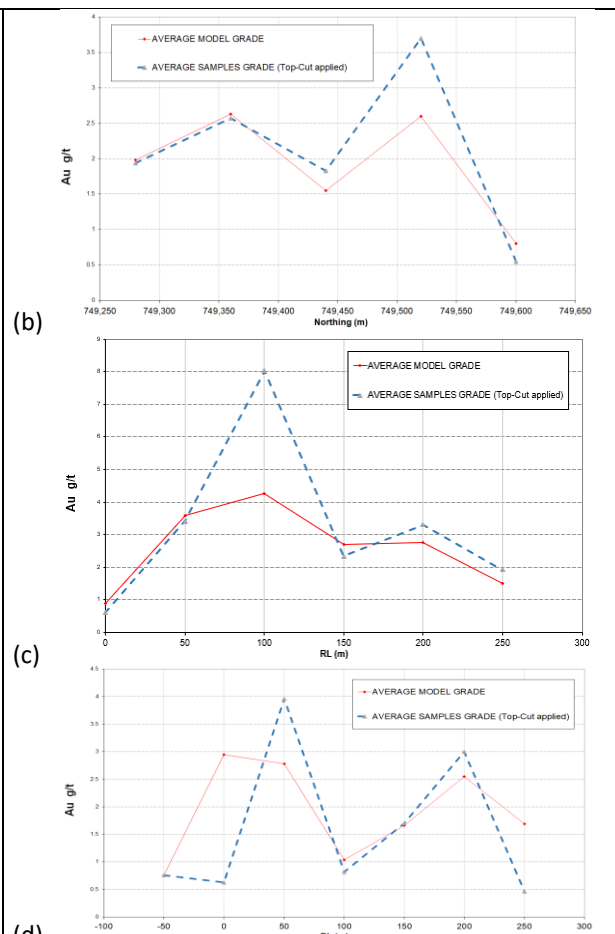 4
AVERAGE MODEL GRADE
3.5
AVERAGE SAMPLES GRADE (Top-Cut applied)
3
2.5
Au g/t
2
1.5
1
0.5
0
749,250 749,300 749,350 749,400 749,450 749,500 749,550 749,600 749,650
Northing (m)
(b)
9
AVERAGE MODEL GRADE
8
AVERAGE SAMPLES GRADE (Top-Cut applied)
7
6
5
Au g/t
4
3
2
1
0
0 50 100 150 200 250 300
RL (m)
(c)
4.5
AVERAGE MODEL GRADE
4
AVERAGE SAMPLES GRADE (Top-Cut applied)
3.5
3
2.5
Au g/t
2
1.5
1
0.5
0
-100 -50 0 50 100 150 200 250 300
(d)